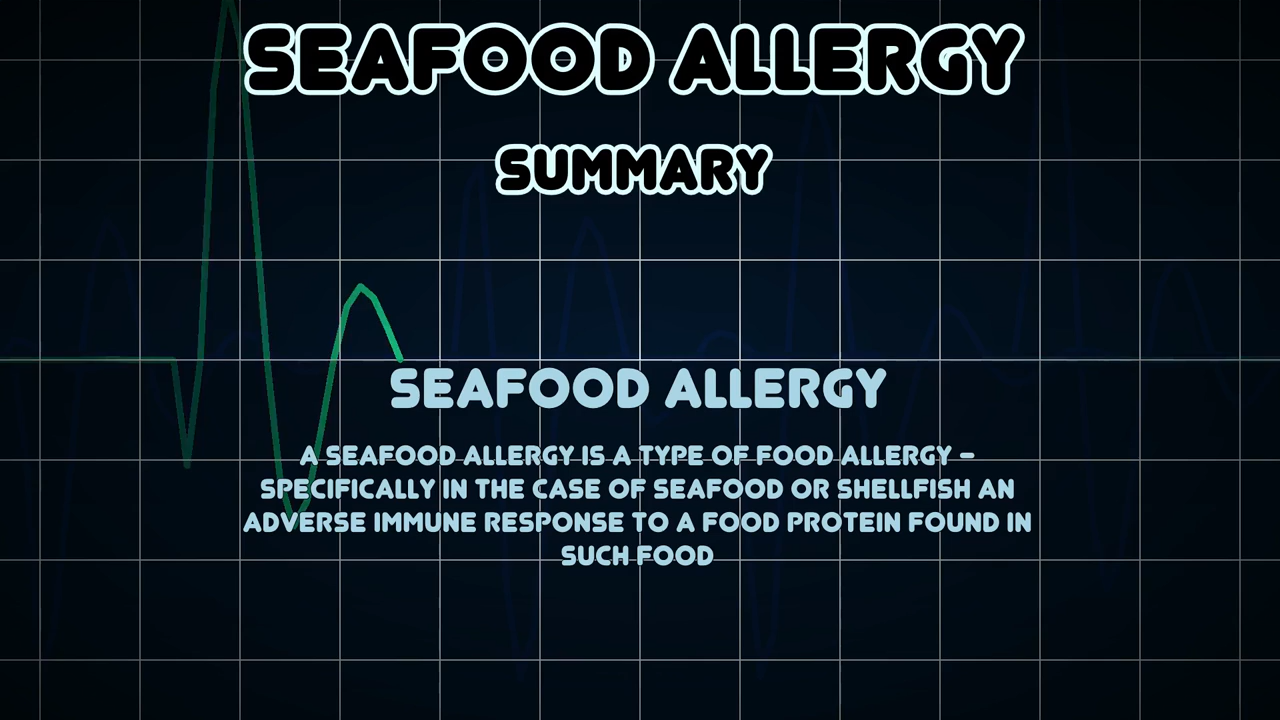 SEAFOOD ALLERGY
SUMMARY
SEAFOOD ALLERGY
A SEAFOOD ALLERGY IS A TYPE OF FOOD ALLERGY –
SPECIFICALLY IN THE CASE OF SEAFOOD OR SHELLFISH AN
ADVERSE IMMUNE RESPONSE TO A FOOD PROTEIN FOUND IN
SUCH FOOD